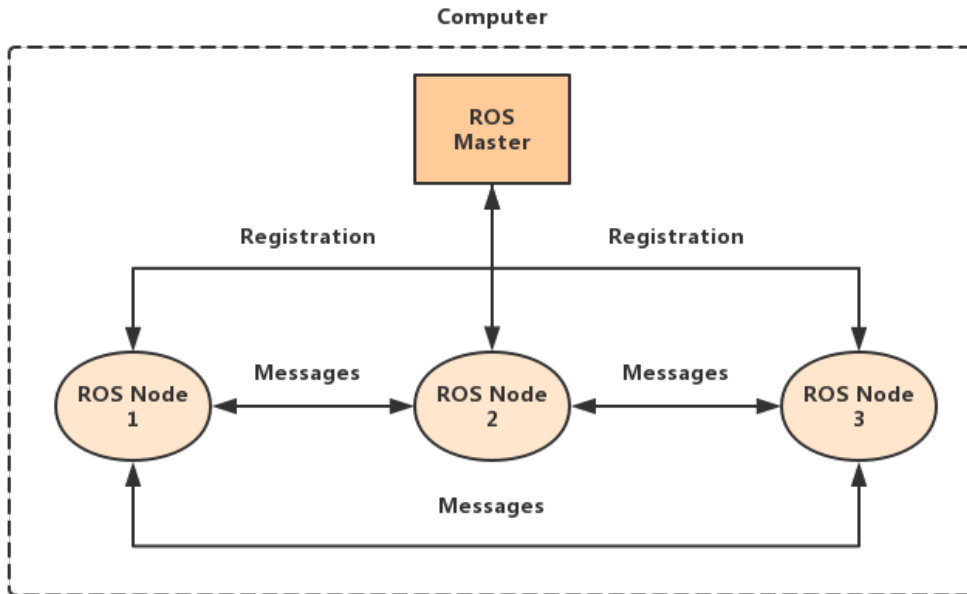 Computer
ROS
Master
Registration
Registration
Messages
Messages
ROS Node
1
ROS Node
2
ROS Node
3
Messages